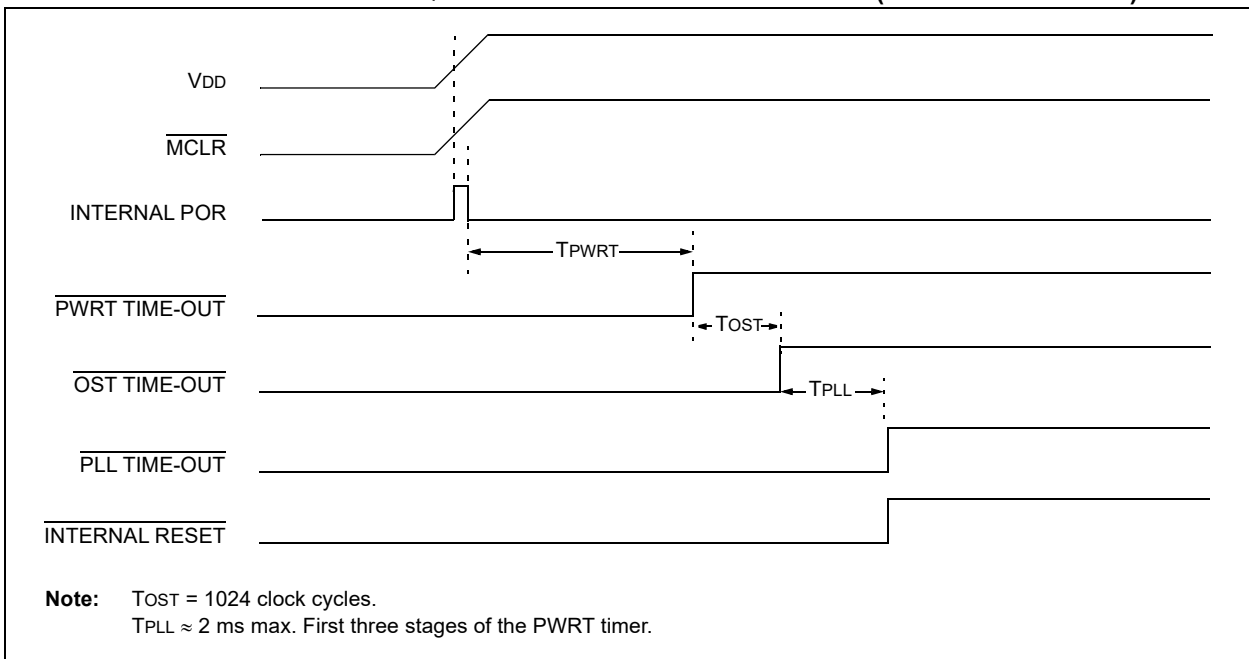 VDD
MCLR
INTERNAL POR
TPWRT
PWRT TIME-OUT
TOST
OST TIME-OUT
TPLL
PLL TIME-OUT
INTERNAL RESET
Note: TOST = 1024 clock cycles.
TPLL ≈ 2 ms max. First three stages of the PWRT timer.